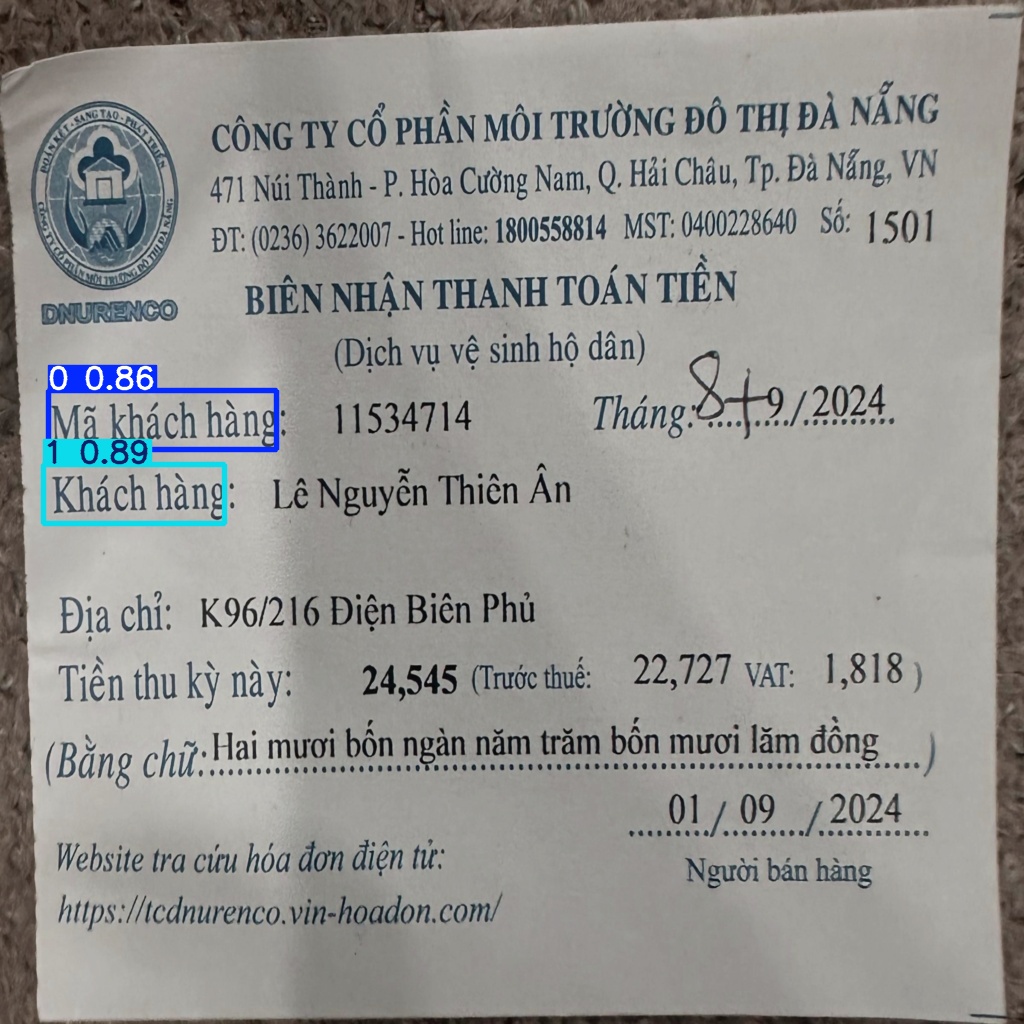 ĐOÀN KẾT - SANG TẠO - PHÁT TRIỂN
CÔNG TY CỔ PHẦN MÔI TRƯỜNG ĐÔ THỊ ĐÀ NẴNG
DNURENCO
CÔNG TY CỔ PHẦN MÔI TRƯỜNG ĐÔ THỊ ĐÀ NẴNG
471 Núi Thành - P. Hòa Cường Nam, Q. Hải Châu, Tp. Đà Nẵng, VN
ĐT: (0236) 3622007 - Hot line: 1800558814 MST: 0400228640 Số: 1501
BIÊN NHẬN THANH TOÁN TIỀN
(Dịch vụ vệ sinh hộ dân)
0 0.86
Mã khách hàng: 11534714 Tháng: 8+9/2024
1 0.89
Khách hàng: Lê Nguyễn Thiên Ân
Địa chỉ: K96/216 Điện Biên Phủ
Tiền thu kỳ này: 24,545 (Trước thuế: 22,727 VAT: 1,818 )
(Bằng chữ: Hai mươi bốn ngàn năm trăm bốn mươi lăm đồng )
01 / 09 / 2024
Người bán hàng
Website tra cứu hóa đơn điện tử:
https://tcdnurenco.vin-hoadon.com/